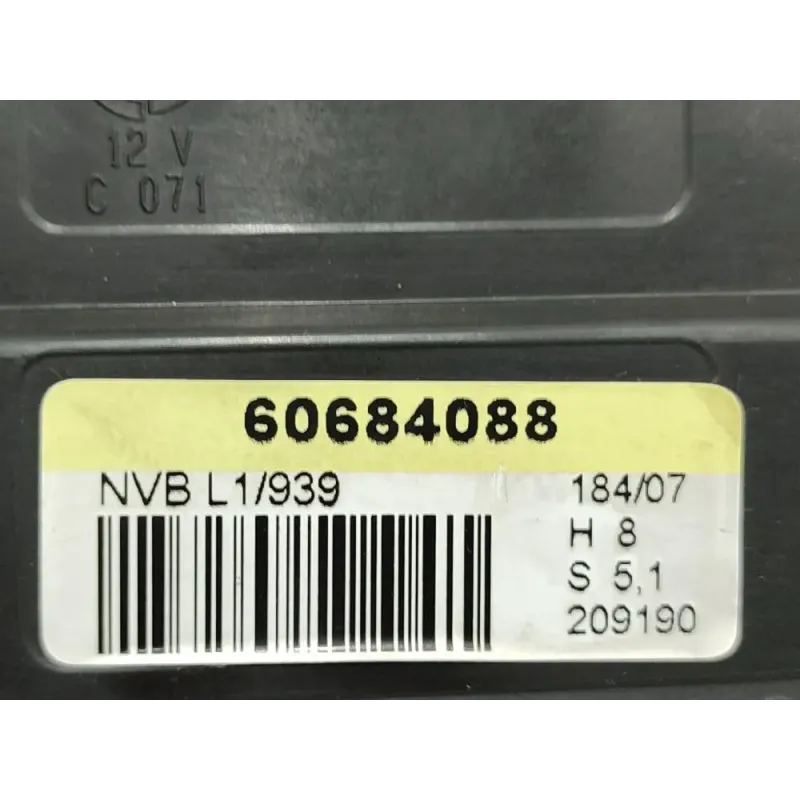 12 V
C 071
60684088
NVB L1/939
184/07
H 8
S 5,1
209190